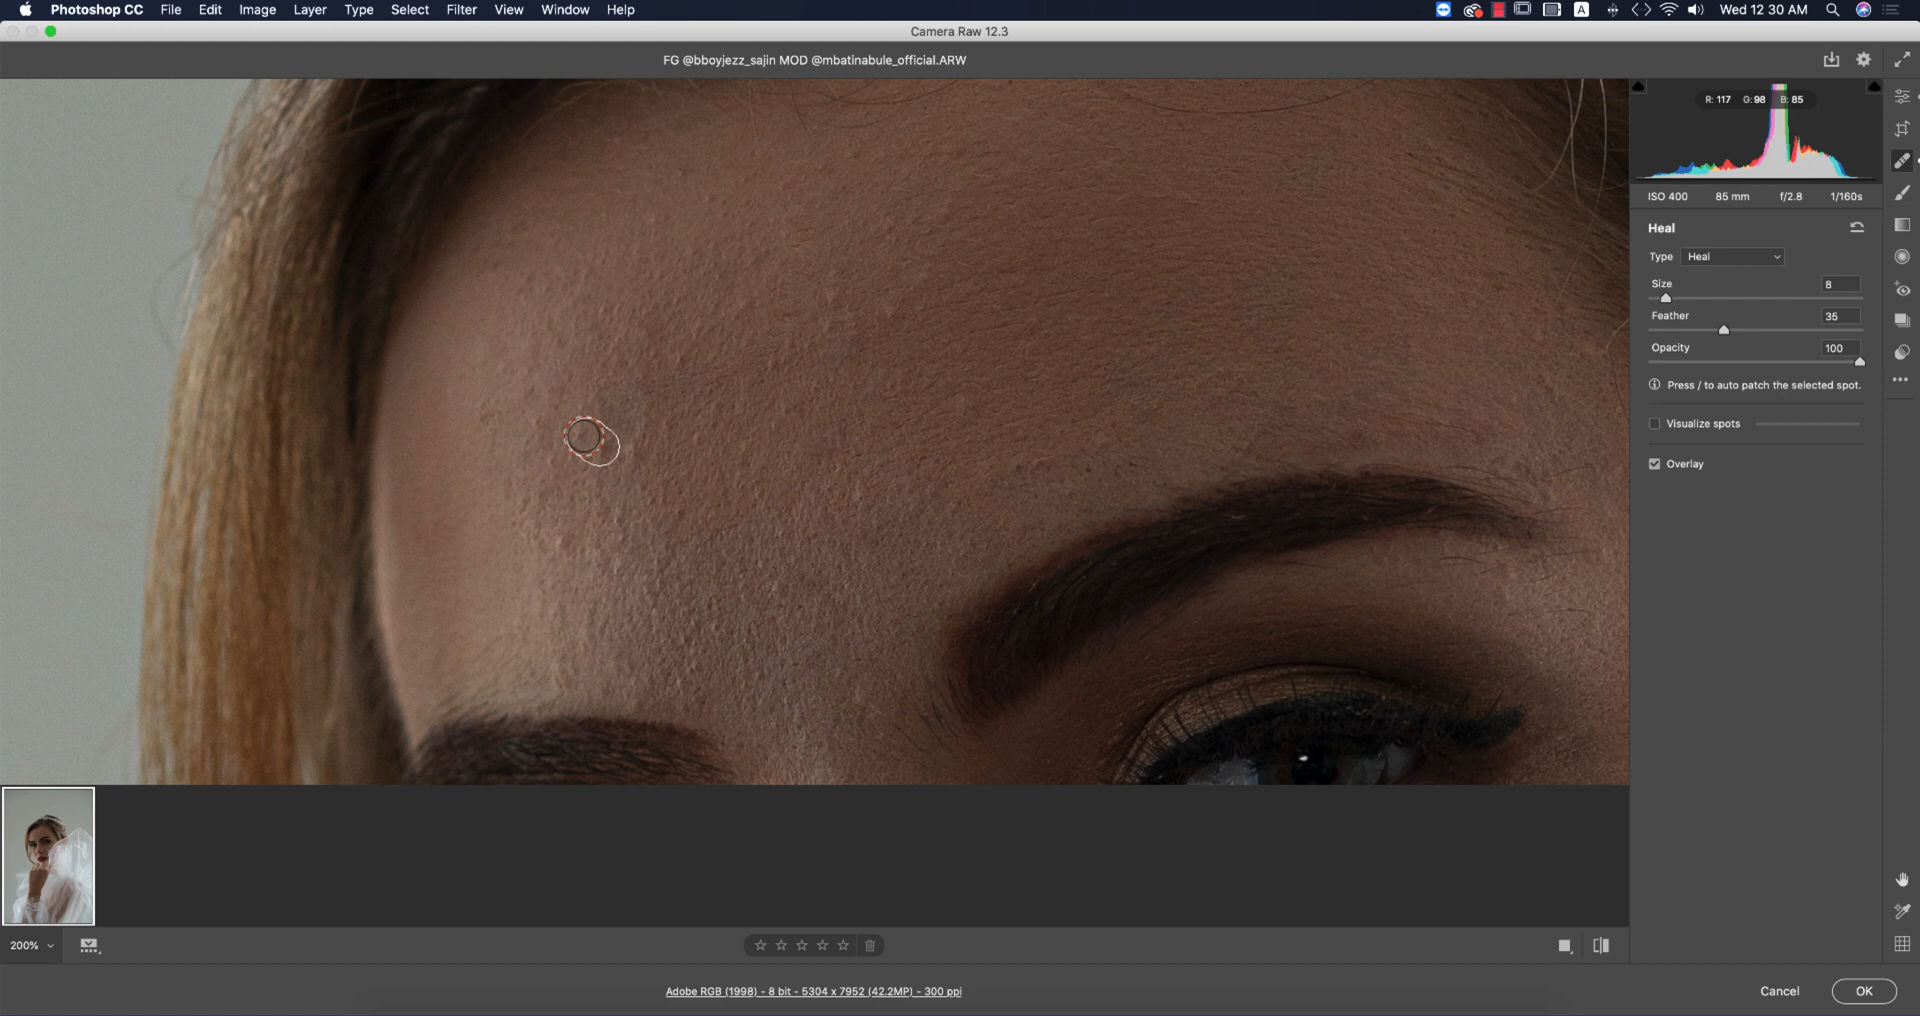 Photoshop CC File Edit Image Layer Type Select Filter View Window Help A Wed 12 30 AM
Camera Raw 12.3
FG @bboyjezz_sajin MOD @mbatinabule_official.ARW
R: 117 G: 98 B: 85
ISO 400 85 mm f/2.8 1/160s
Heal
Type Heal
Size 8
Feather 35
Opacity 100
Press / to auto patch the selected spot.
Visualize spots
Overlay
200%
Adobe RGB (1998) - 8 bit - 5304 x 7952 (42.2MP) - 300 ppi
Cancel OK